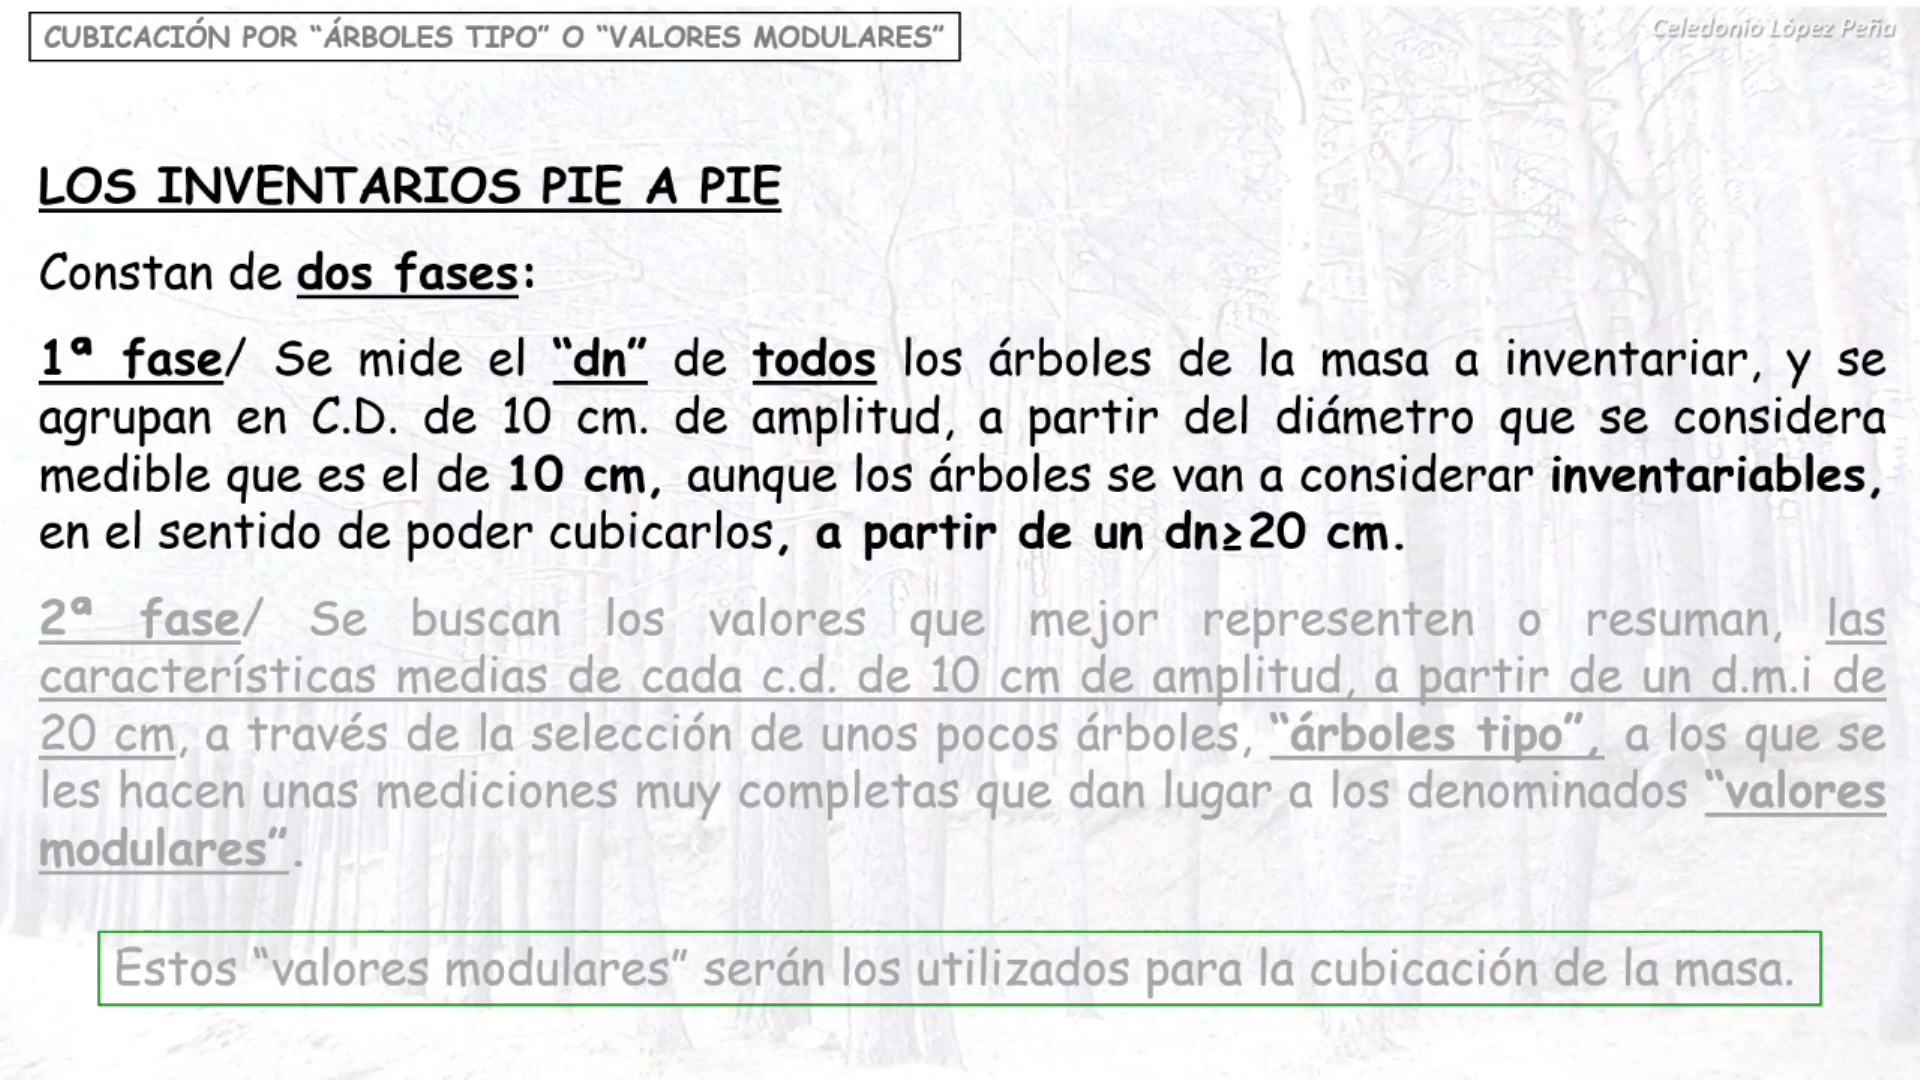 CUBICACIÓN POR “ÁRBOLES TIPO” O “VALORES MODULARES”
Celedonio López Peña
LOS INVENTARIOS PIE A PIE
Constan de dos fases:
1ª fase/ Se mide el “dn” de todos los árboles de la masa a inventariar, y se
agrupan en C.D. de 10 cm. de amplitud, a partir del diámetro que se considera
medible que es el de 10 cm, aunque los árboles se van a considerar inventariables,
en el sentido de poder cubicarlos, a partir de un dn≥20 cm.
2ª fase/ Se buscan los valores que mejor representen o resuman, las
características medias de cada c.d. de 10 cm de amplitud, a partir de un d.m.i de
20 cm, a través de la selección de unos pocos árboles, “árboles tipo”, a los que se
les hacen unas mediciones muy completas que dan lugar a los denominados “valores
modulares”.
Estos “valores modulares” serán los utilizados para la cubicación de la masa.